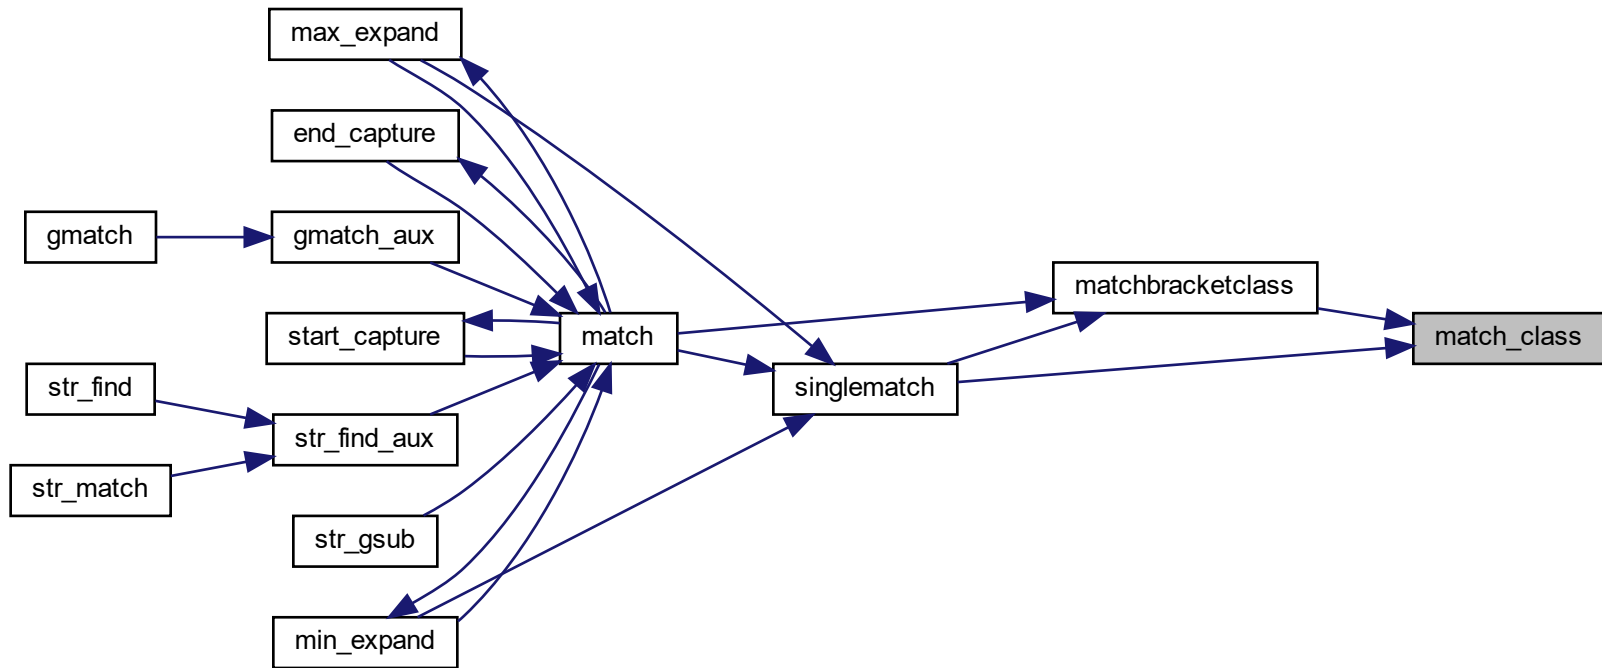 max_expand
end_capture
gmatch
gmatch_aux
matchbracketclass
start_capture
match
match_class
str_find
singlematch
str_find_aux
str_match
str_gsub
min_expand